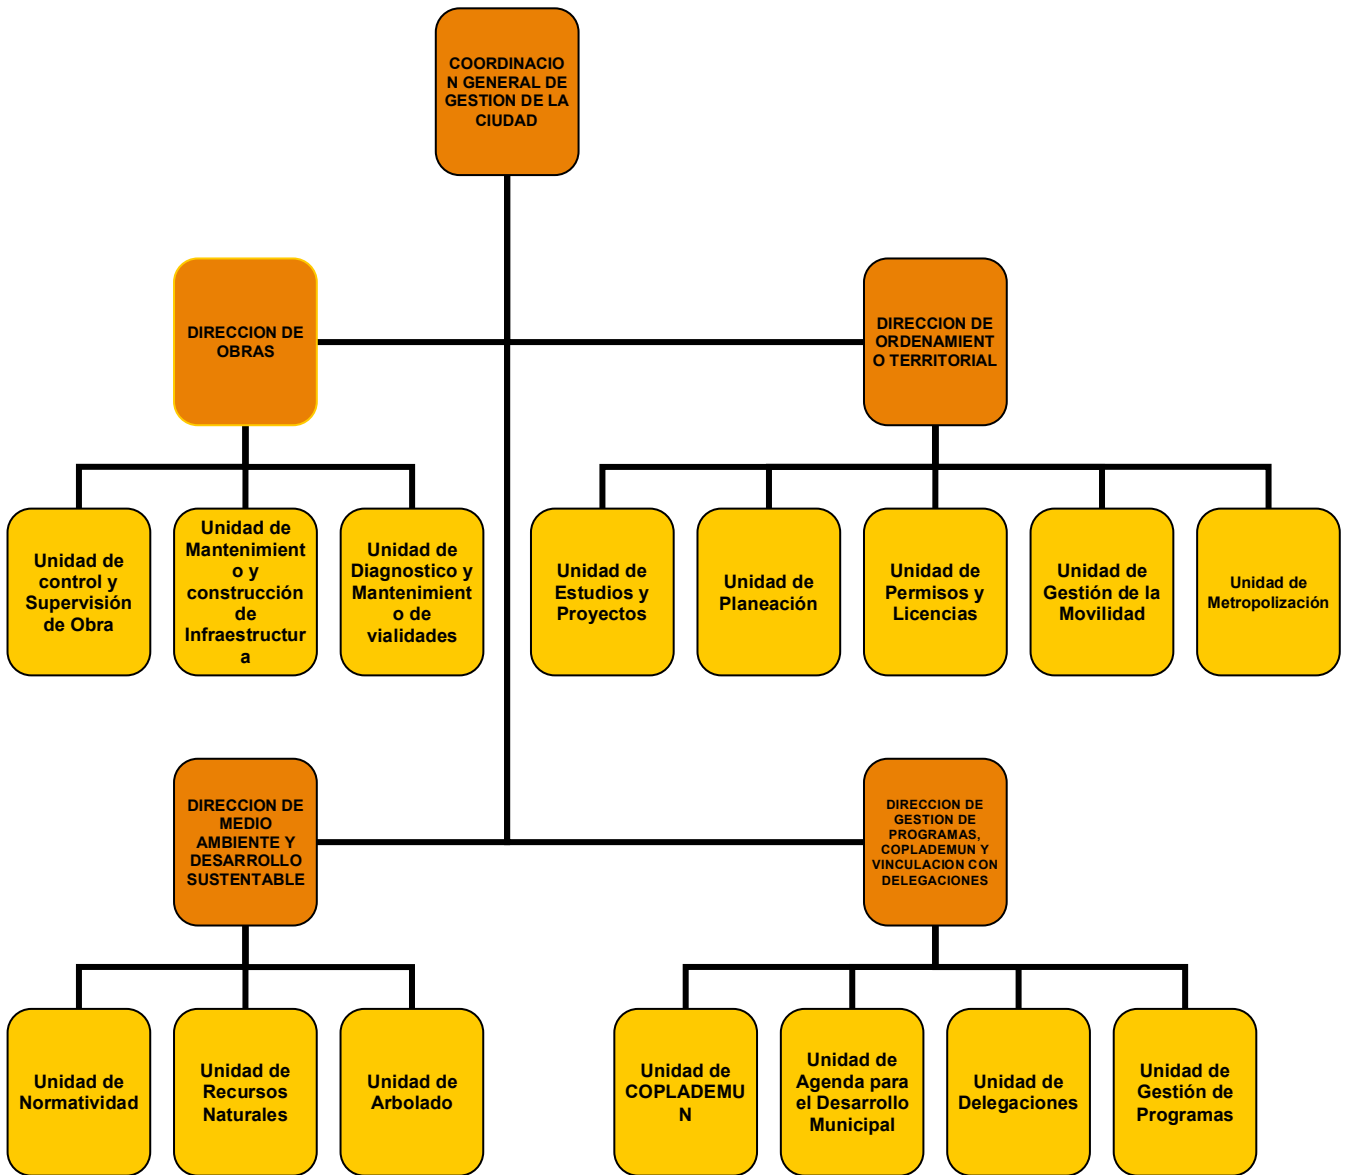 COORDINACIO
N GENERAL DE
GESTION DE LA
CIUDAD
DIRECCION DE
OBRAS
DIRECCION DE
ORDENAMIENT
O TERRITORIAL
Unidad de
control y
Supervisión
de Obra
Unidad de
Mantenimient
o y
construcción
de
Infraestructur
a
Unidad de
Diagnostico y
Mantenimient
o de
vialidades
Unidad de
Estudios y
Proyectos
Unidad de
Planeación
Unidad de
Permisos y
Licencias
Unidad de
Gestión de la
Movilidad
Unidad de
Metropolización
DIRECCION DE
MEDIO
AMBIENTE Y
DESARROLLO
SUSTENTABLE
DIRECCION DE
GESTION DE
PROGRAMAS,
COPLADEMUN Y
VINCULACION CON
DELEGACIONES
Unidad de
Normatividad
Unidad de
Recursos
Naturales
Unidad de
Arbolado
Unidad de
COPLADEMU
N
Unidad de
Agenda para
el Desarrollo
Municipal
Unidad de
Delegaciones
Unidad de
Gestión de
Programas